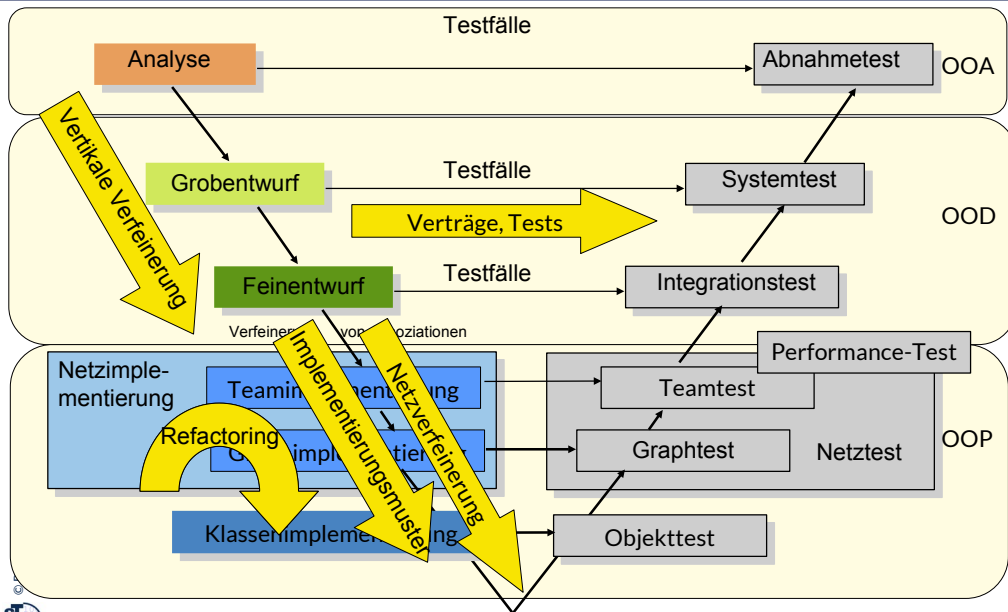 Testfälle
Analyse
Abnahmetest
OOA
Vertikale Verfeinerung
Testfälle
Grobentwurf
Systemtest
OOD
Verträge, Tests
Testfälle
Feinentwurf
Integrationstest
Implementierungsmuster
Netzverfeinerung
Performance-Test
Netzimple-
mentierung
Teamtest
Refactoring
OOP
Graphtest
Netztest
Objekttest
©